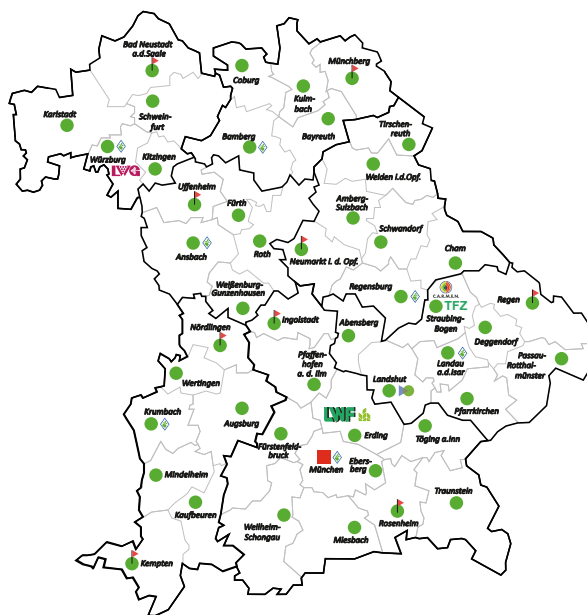 Bad Neustadt
a.d.Saale
Coburg
Münchberg
Kulm-
bach
Karlstadt
Schwein-
furt
Bayreuth
Tirschen-
reuth
Bamberg
Würzburg
Kitzingen
LWG
Weiden i.d.Opf.
Uffenheim
Fürth
Amberg-
Sulzbach
Ansbach
Roth
Schwandorf
Neumarkt i. d. Opf.
Cham
Weißenburg-
Gunzenhausen
Regensburg
C.A.R.M.E.N.
TFZ
Straubing-
Bogen
Regen
Nördlingen
Ingolstadt
Abensberg
Deggendorf
Pfaffen-
hofen
a. d. Ilm
Landau
a.d.Isar
Passau-
Rotthal-
münster
Wertingen
Landshut
Pfarrkirchen
Krumbach
Augsburg
LWF
Fürstenfeld-
bruck
Erding
Töging a.Inn
München
Ebers-
berg
Mindelheim
Kaufbeuren
Weilheim-
Schongau
Miesbach
Rosenheim
Traunstein
Kempten